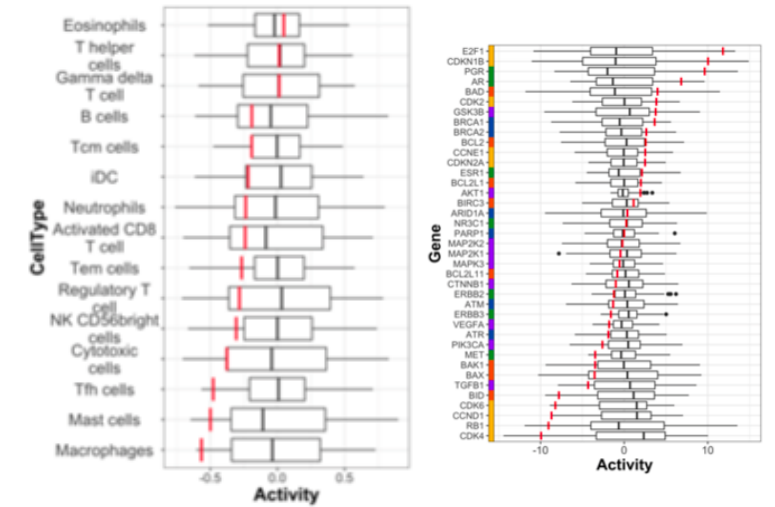 Eosinophils
T helper
cells
Gamma delta
T cell
B cells
Tcm cells
iDC
Neutrophils
Activated CD8
T cell
Tem cells
Regulatory T
cell
NK CD56bright
cells
Cytotoxic
cells
Tfh cells
Mast cells
Macrophages
CellType
-0.5 0.0 0.5
Activity
E2F1
CDKN1B
PGR
AR
BAD
CDK2
GSK3B
BRCA1
BRCA2
BCL2
CCNE1
CDKN2A
ESR1
BCL2L1
AKT1
BIRC3
ARID1A
NR3C1
PARP1
MAP2K2
MAP2K1
MAPK3
BCL2L11
CTNNB1
ERBB2
ATM
ERBB3
VEGFA
ATR
PIK3CA
MET
BAK1
BAX
TGFB1
BID
CDK6
CCND1
RB1
CDK4
Gene
-10 0 10
Activity